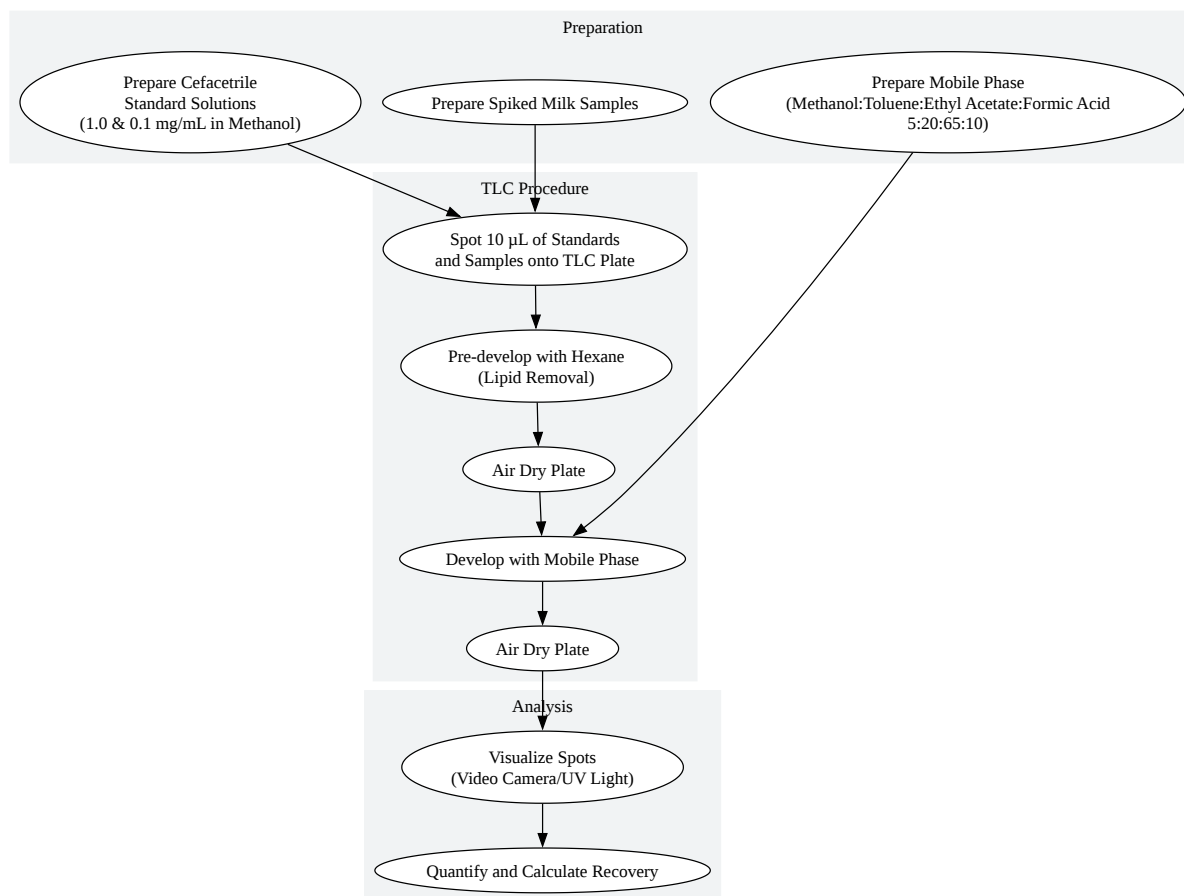 Preparation
Prepare Cefacetrile
Standard Solutions
(1.0 & 0.1 mg/mL in Methanol)
Prepare Spiked Milk Samples
Prepare Mobile Phase
(Methanol:Toluene:Ethyl Acetate:Formic Acid
5:20:65:10)
TLC Procedure
Spot 10 µL of Standards
and Samples onto TLC Plate
Pre-develop with Hexane
(Lipid Removal)
Air Dry Plate
Develop with Mobile Phase
Air Dry Plate
Analysis
Visualize Spots
(Video Camera/UV Light)
Quantify and Calculate Recovery